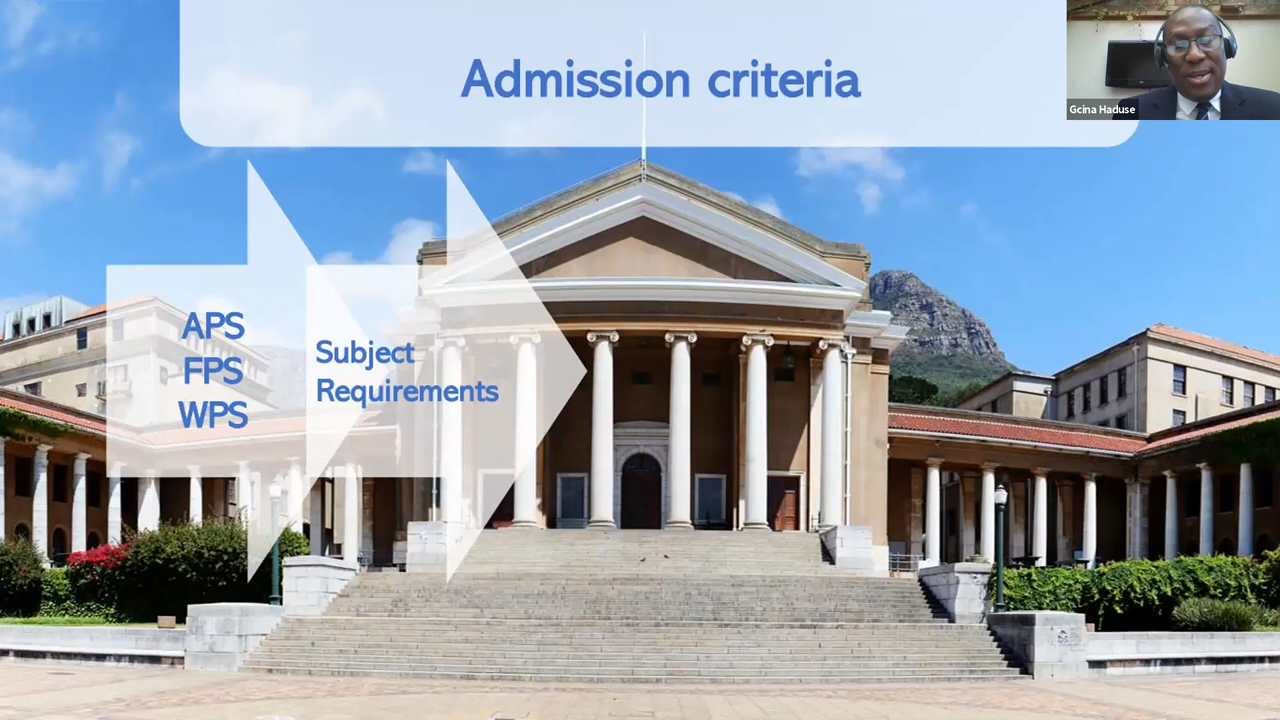 Admission criteria
Gcina Haduse
APS
FPS
WPS
Subject
Requirements